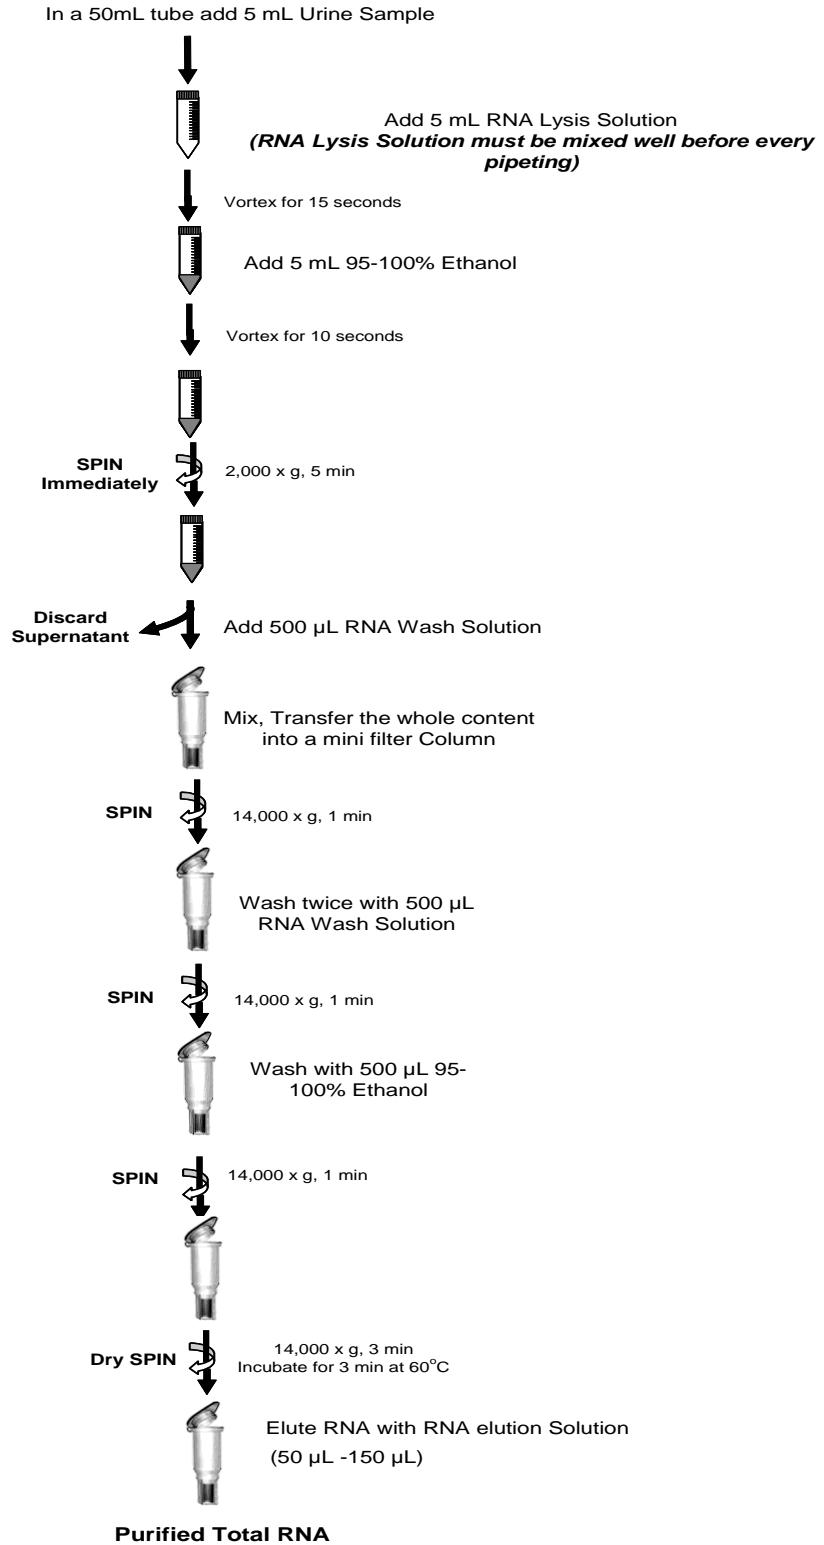 In a 50mL tube add 5 mL Urine Sample
Add 5 mL RNA Lysis Solution
(RNA Lysis Solution must be mixed well before every
pipeting)
Vortex for 15 seconds
Add 5 mL 95-100% Ethanol
Vortex for 10 seconds
SPIN
Immediately
2,000 x g, 5 min
Discard
Supernatant
Add 500 µL RNA Wash Solution
Mix, Transfer the whole content
into a mini filter Column
SPIN
14,000 x g, 1 min
Wash twice with 500 µL
RNA Wash Solution
SPIN
14,000 x g, 1 min
Wash with 500 µL 95-
100% Ethanol
SPIN
14,000 x g, 1 min
Dry SPIN
14,000 x g, 3 min
Incubate for 3 min at 60°C
Elute RNA with RNA elution Solution
(50 µL -150 µL)
Purified Total RNA